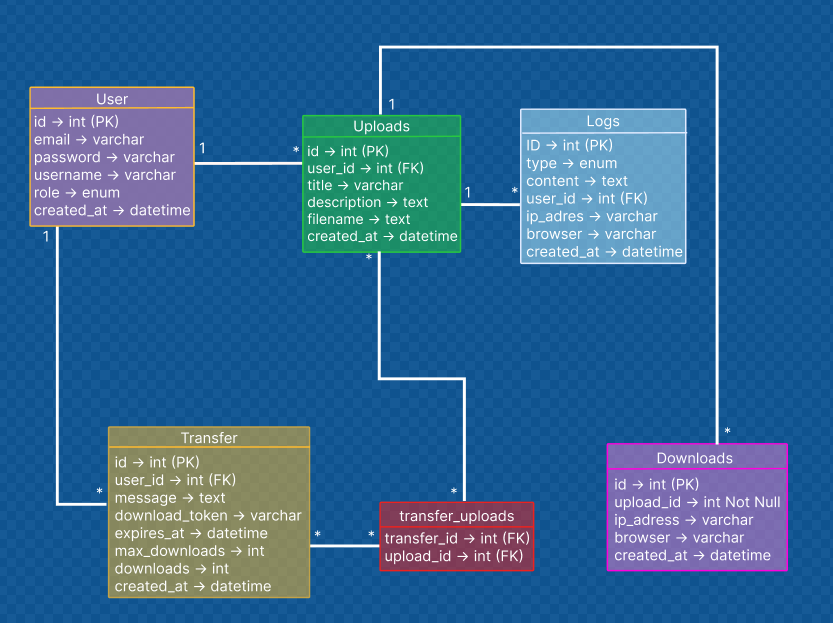 User
id → int (PK)
email → varchar
password → varchar
username → varchar
role → enum
created_at → datetime
1
*
1
Uploads
id → int (PK)
user_id → int (FK)
title → varchar
description → text
filename → text
created_at → datetime
1
1
*
*
Logs
ID → int (PK)
type → enum
content → text
user_id → int (FK)
ip_adres → varchar
browser → varchar
created_at → datetime
Transfer
id → int (PK)
user_id → int (FK)
message → text
download_token → varchar
expires_at → datetime
max_downloads → int
downloads → int
created_at → datetime
*
*
*
*
transfer_uploads
transfer_id → int (FK)
upload_id → int (FK)
*
Downloads
id → int (PK)
upload_id → int Not Null
ip_adress → varchar
browser → varchar
created_at → datetime